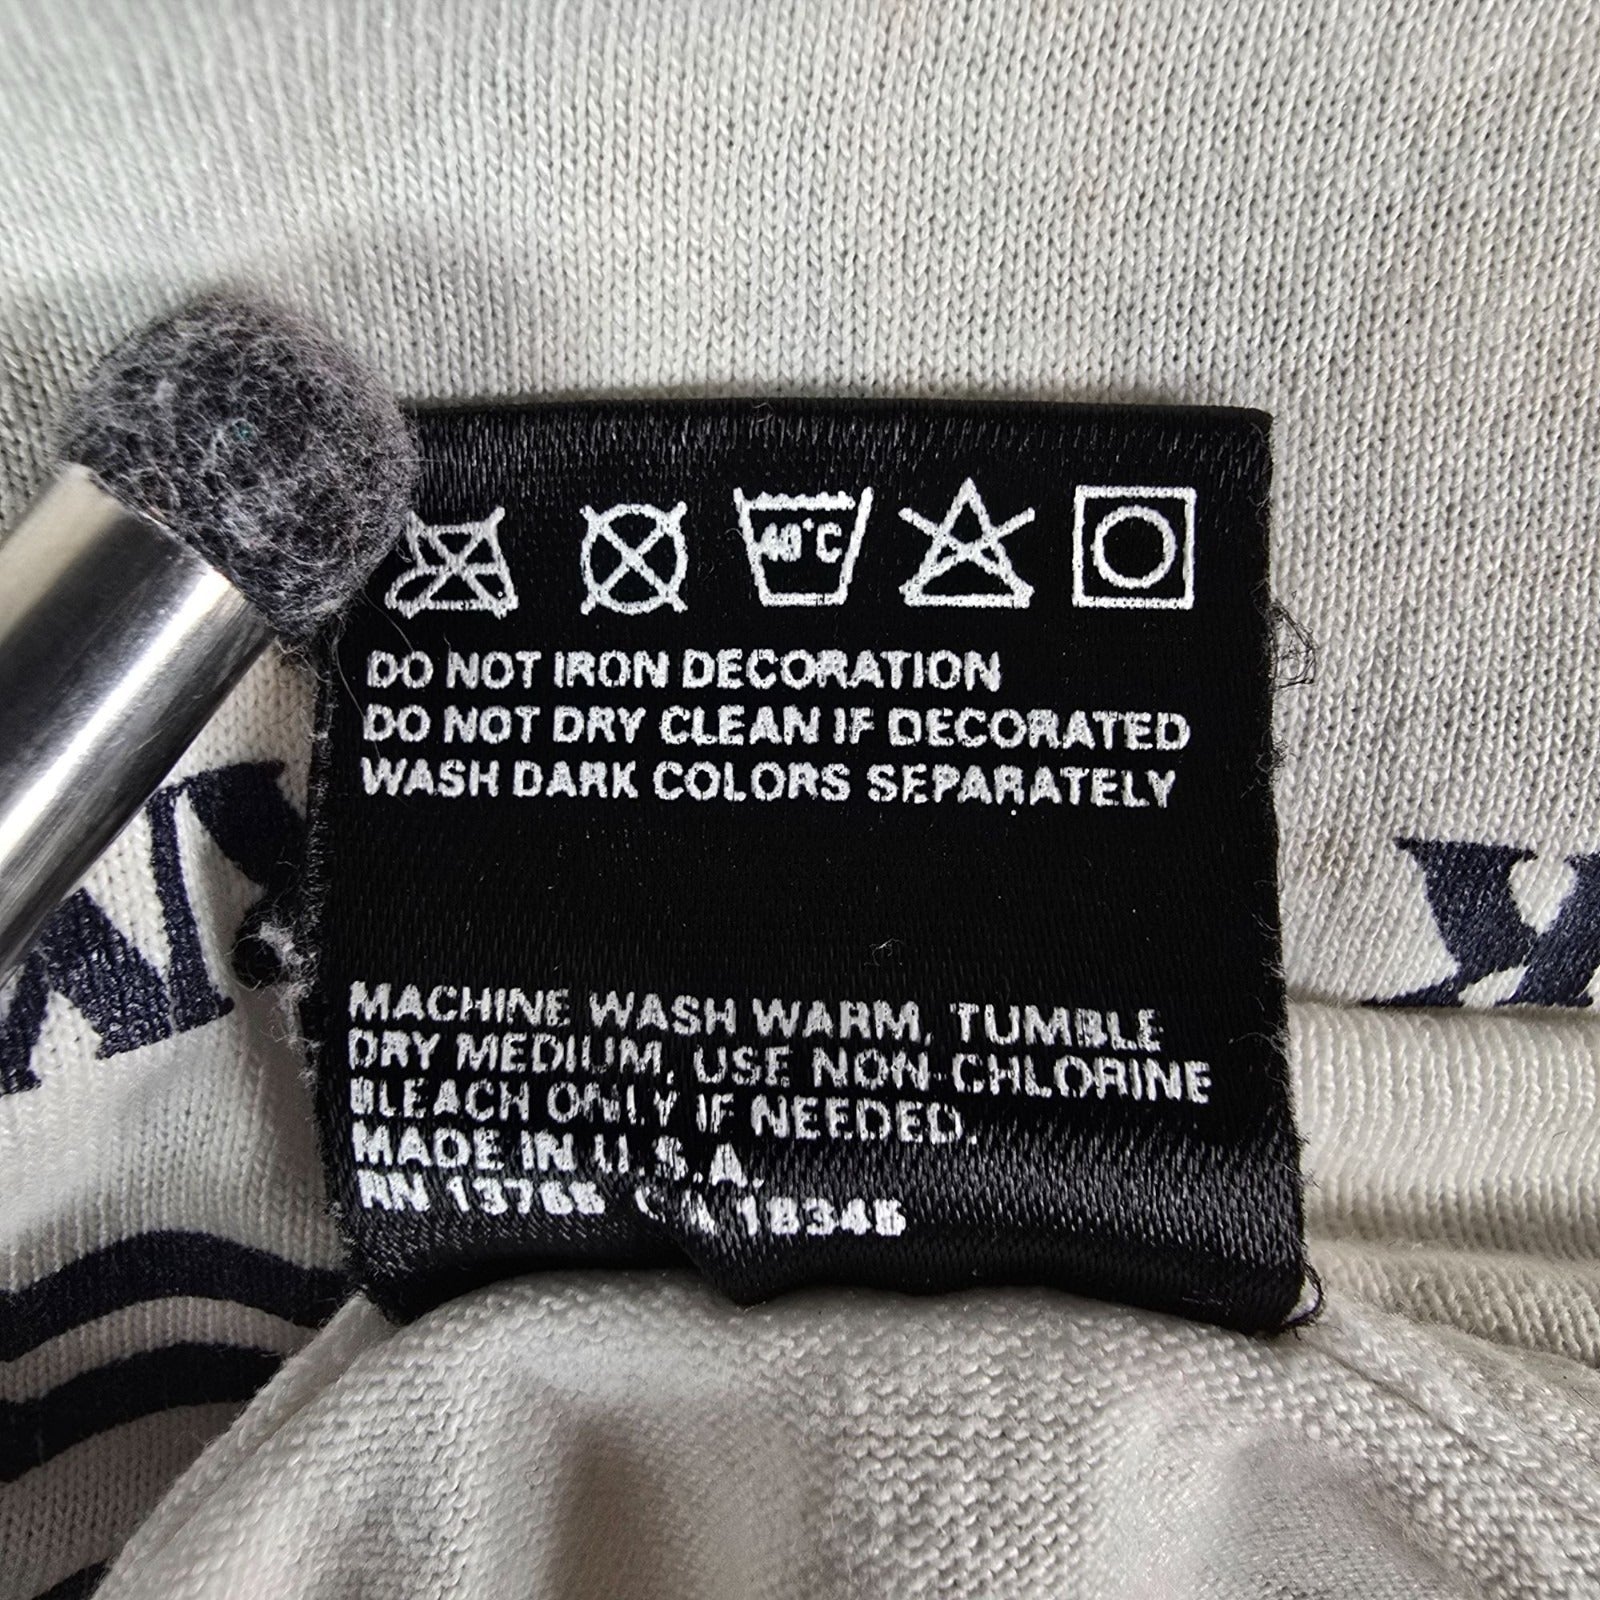 40°C
DO NOT IRON DECORATION
DO NOT DRY CLEAN IF DECORATED
WASH DARK COLORS SEPARATELY
MACHINE WASH WARM, TUMBLE
DRY MEDIUM, USE NON-CHLORINE
BLEACH ONLY IF NEEDED.
MADE IN U.S.A.
RN 13765 CA 18345